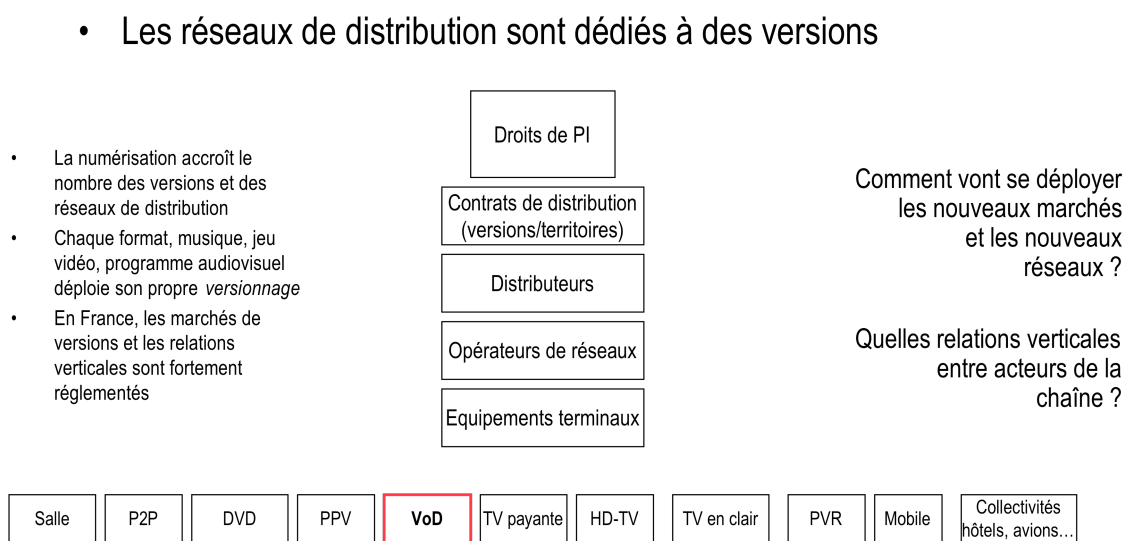 • Les réseaux de distribution sont dédiés à des versions
Droits de PI
Contrats de distribution
(versions/territoires)
Distributeurs
Opérateurs de réseaux
Equipements terminaux
• La numérisation accroît le
nombre des versions et des
réseaux de distribution
• Chaque format, musique, jeu
vidéo, programme audiovisuel
déploie son propre versionnage
• En France, les marchés de
versions et les relations
verticales sont fortement
réglementés
Comment vont se déployer
les nouveaux marchés
et les nouveaux
réseaux ?
Quelles relations verticales
entre acteurs de la
chaîne ?
Salle
P2P
DVD
PPV
VoD
TV payante
HD-TV
TV en clair
PVR
Mobile
Collectivités
hôtels, avions…